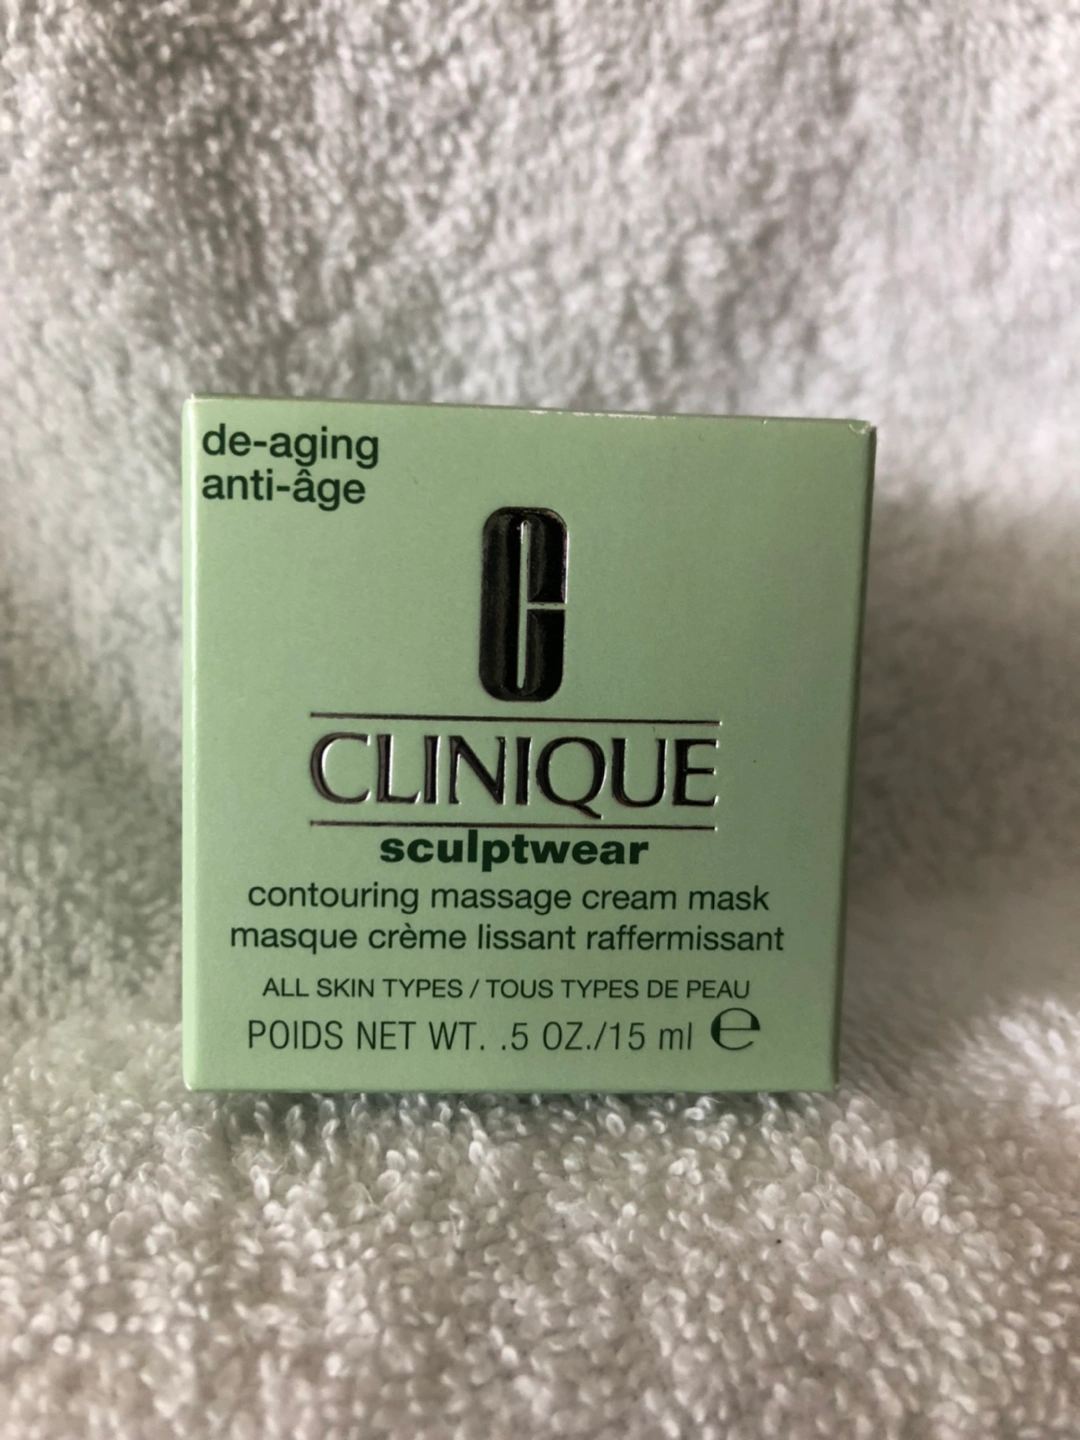 de-aging
anti-âge
C
CLINIQUE
sculptwear
contouring massage cream mask
masque crème lissant raffermissant
ALL SKIN TYPES / TOUS TYPES DE PEAU
POIDS NET WT. .5 OZ./15 ml ℮